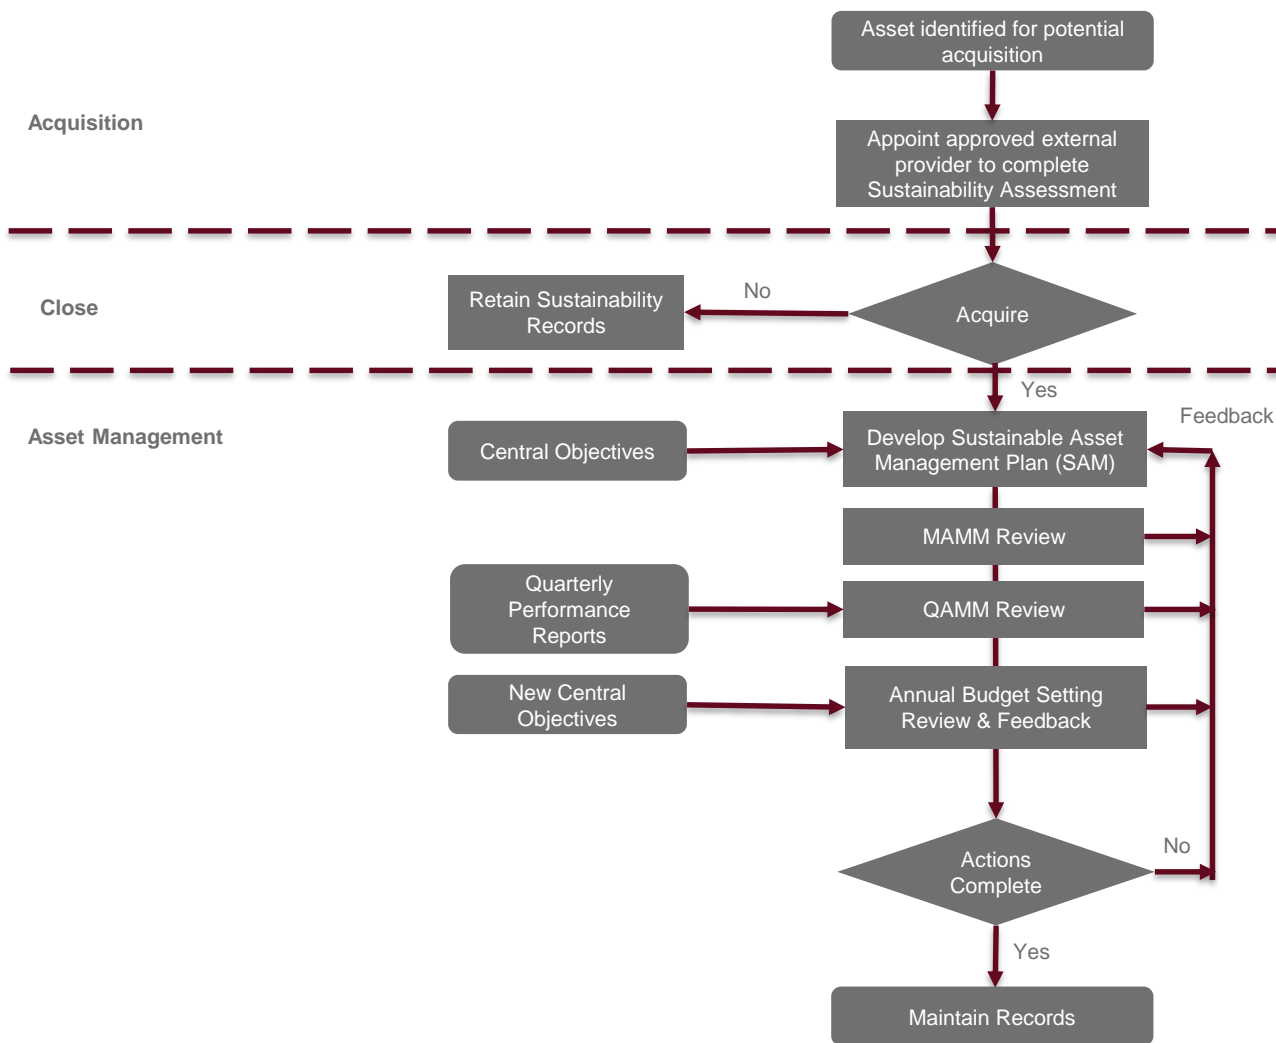 Asset identified for potential
acquisition
Acquisition
Appoint approved external
provider to complete
Sustainability Assessment
Close
Retain Sustainability
Records
No
Acquire
Yes
Asset Management
Feedback
Central Objectives
Develop Sustainable Asset
Management Plan (SAM)
MAMM Review
Quarterly
Performance
Reports
QAMM Review
New Central
Objectives
Annual Budget Setting
Review & Feedback
Actions
Complete
No
Yes
Maintain Records